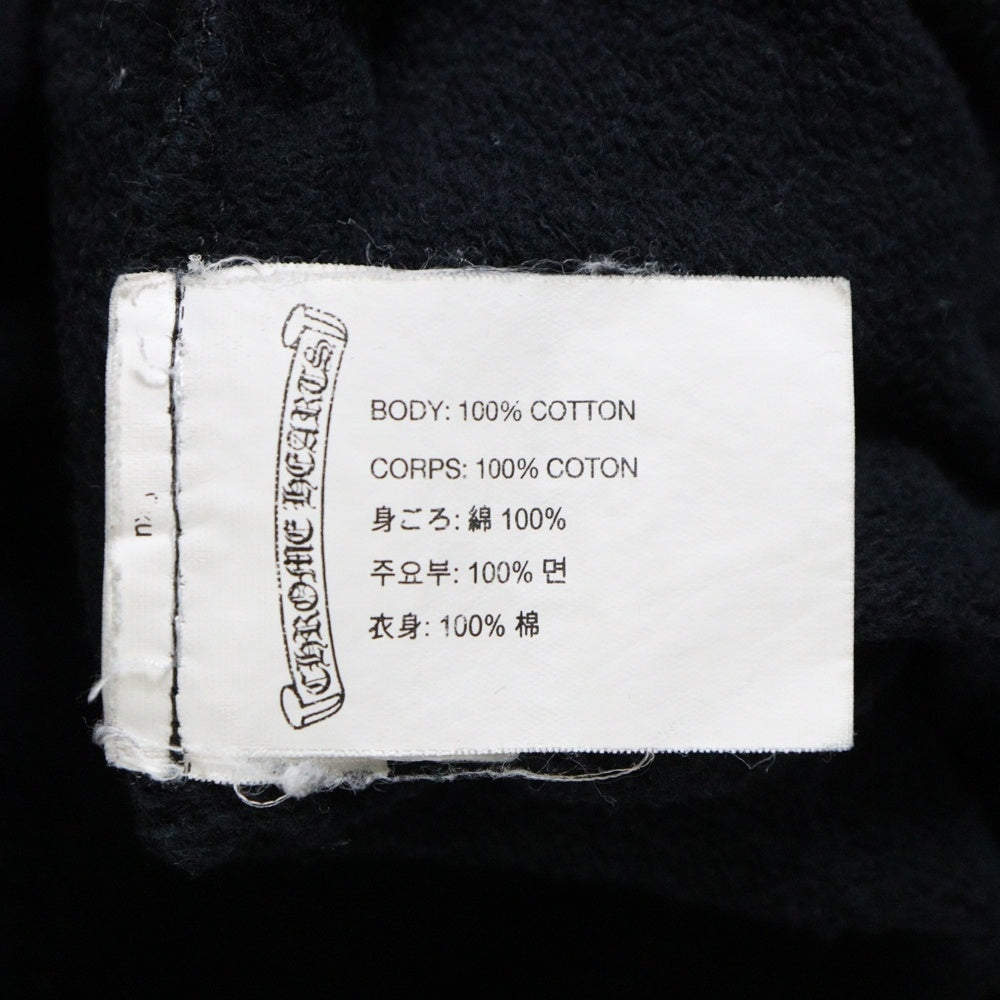 CHROME HEARTS
BODY: 100% COTTON
CORPS: 100% COTON
身ごろ: 綿 100%
주요부: 100% 면
衣身: 100% 棉